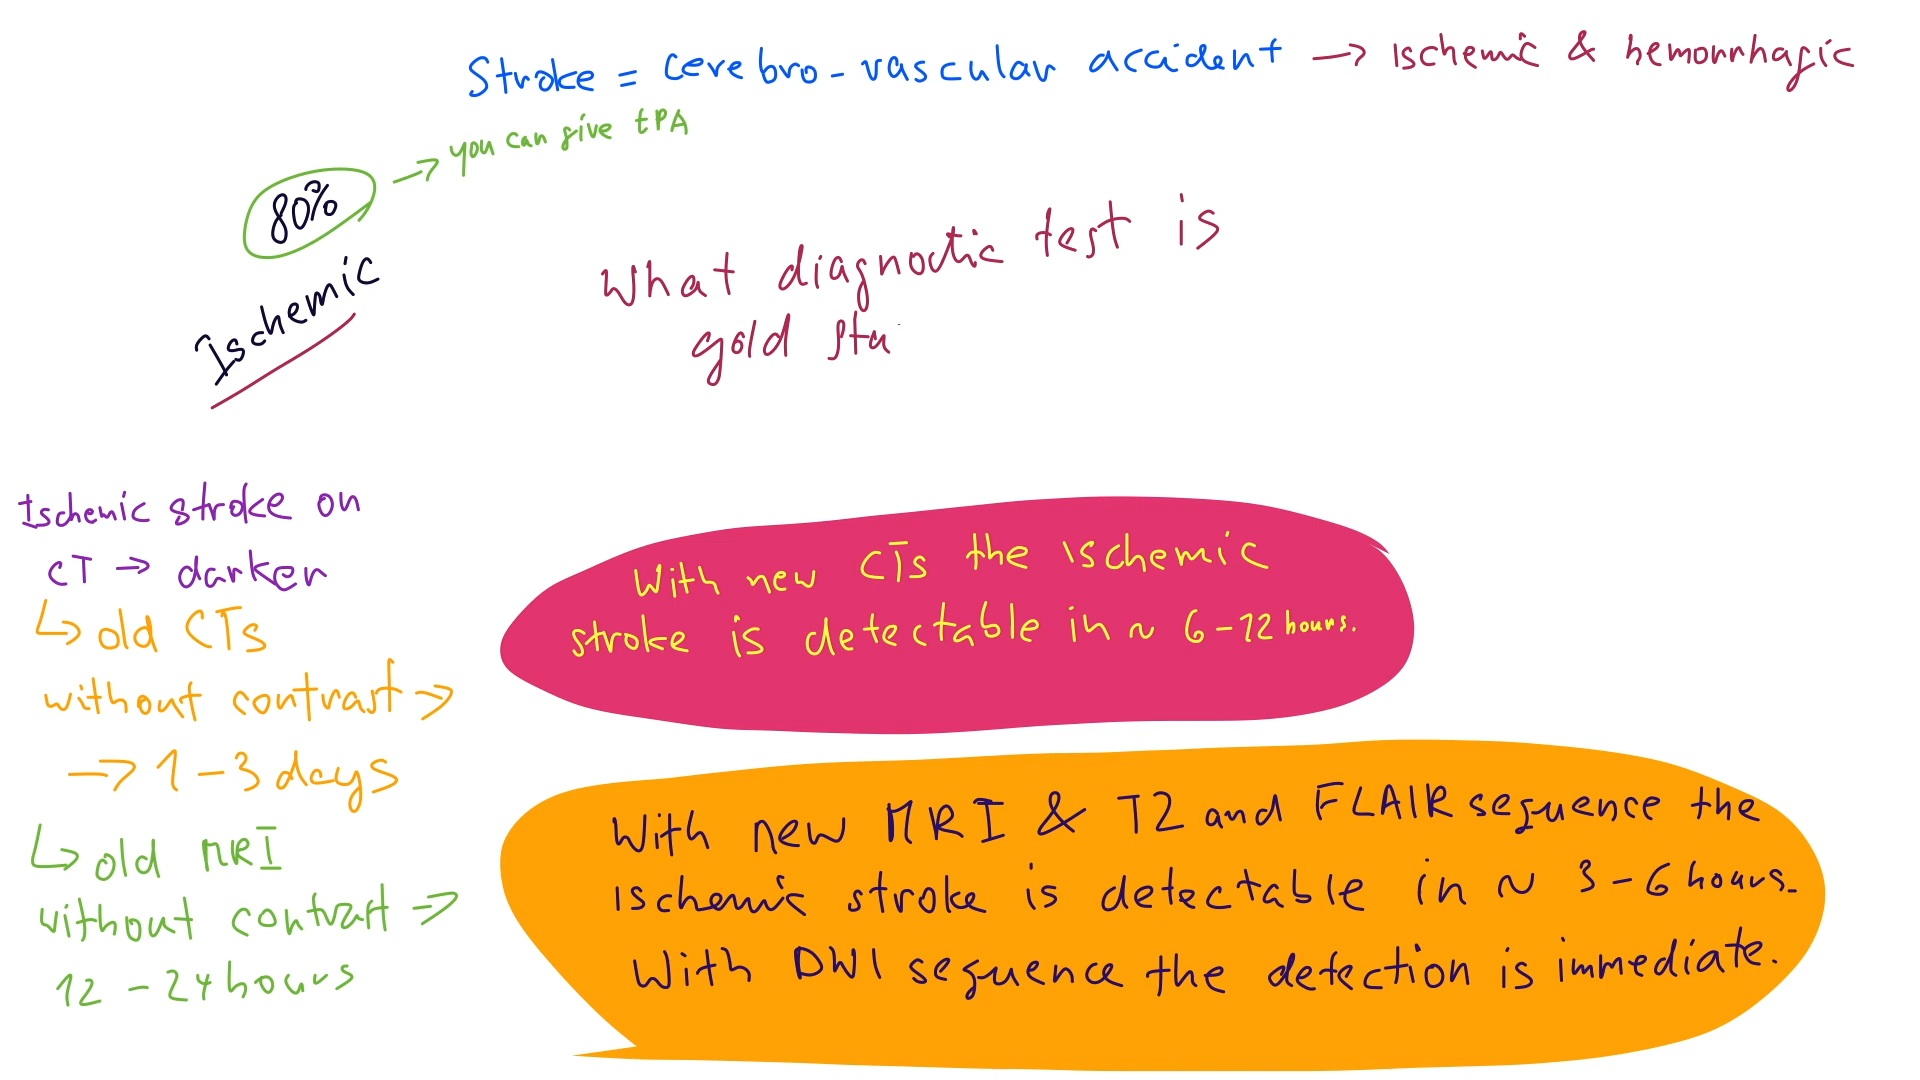 Stroke = cerebro-vascular accident → Ischemic & hemorrhagic
→ you can give tPA
80%
Ischemic
What diagnostic test is
gold sta
Ischemic stroke on
CT → darker
↳ old CTs
without contrast →
→ 1-3 days
↳ old MRI
without contrast →
12-24 hours
With new CTs the ischemic
stroke is detectable in ~ 6-12 hours.
With new MRI & T2 and FLAIR sequence the
ischemic stroke is detectable in ~ 3-6 hours.
With DWI sequence the detection is immediate.